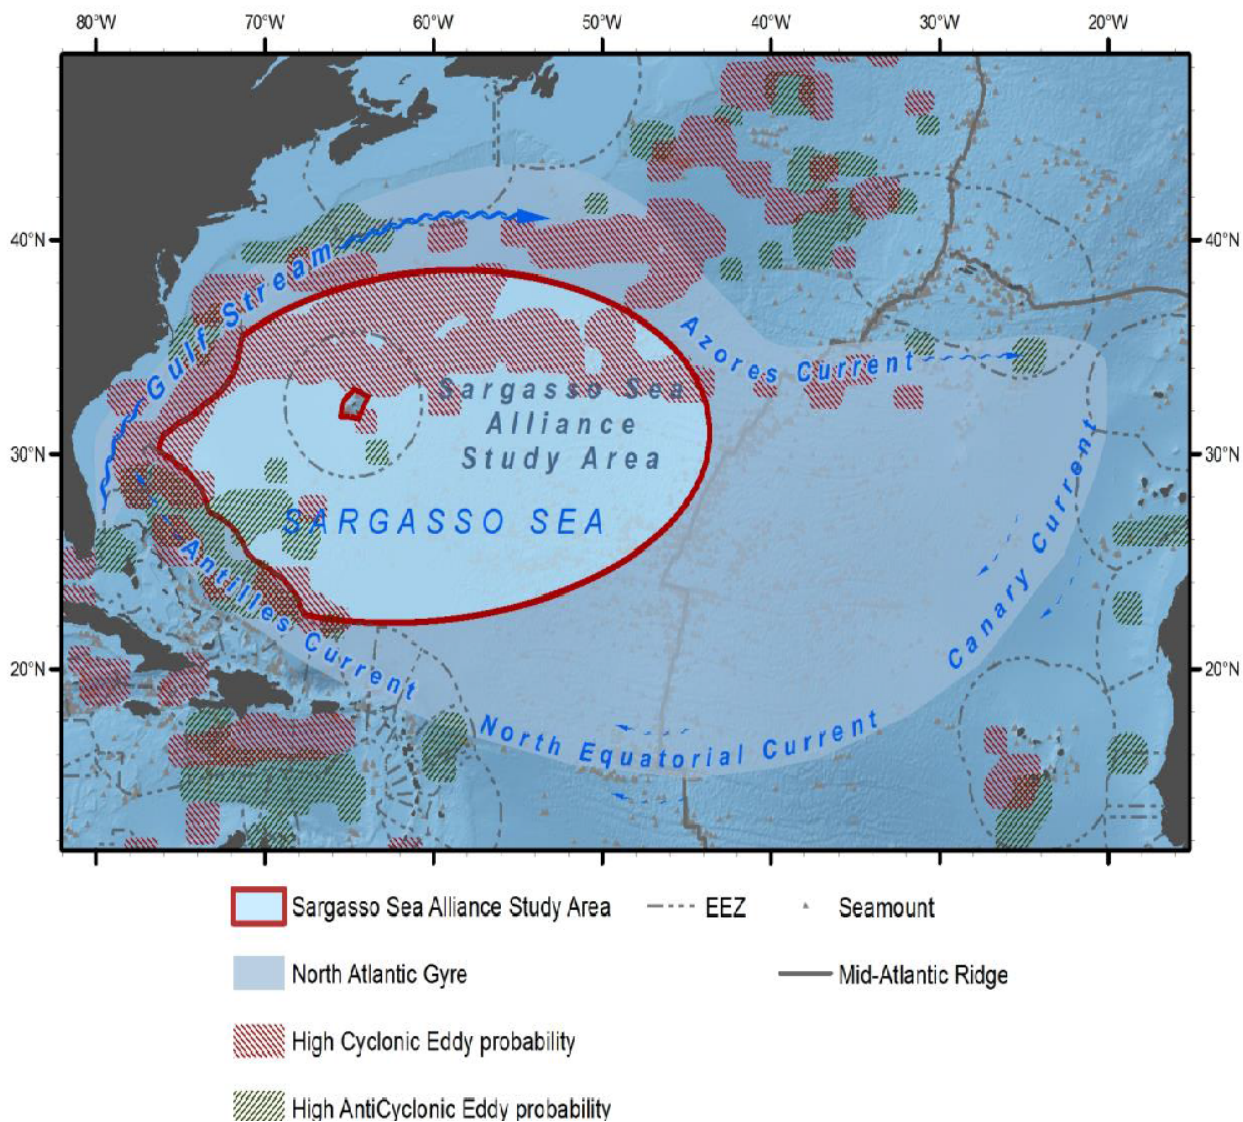 80°W 70°W 60°W 50°W 40°W 30°W 20°W
40°N 40°N
Gulf Stream
Azores Current
Sargasso Sea
Alliance
Study Area
30°N 30°N
SARGASSO SEA
Antilles Current
Canary Current
20°N 20°N
North Equatorial Current
Sargasso Sea Alliance Study Area EEZ Seamount
North Atlantic Gyre Mid-Atlantic Ridge
High Cyclonic Eddy probability
High AntiCyclonic Eddy probability